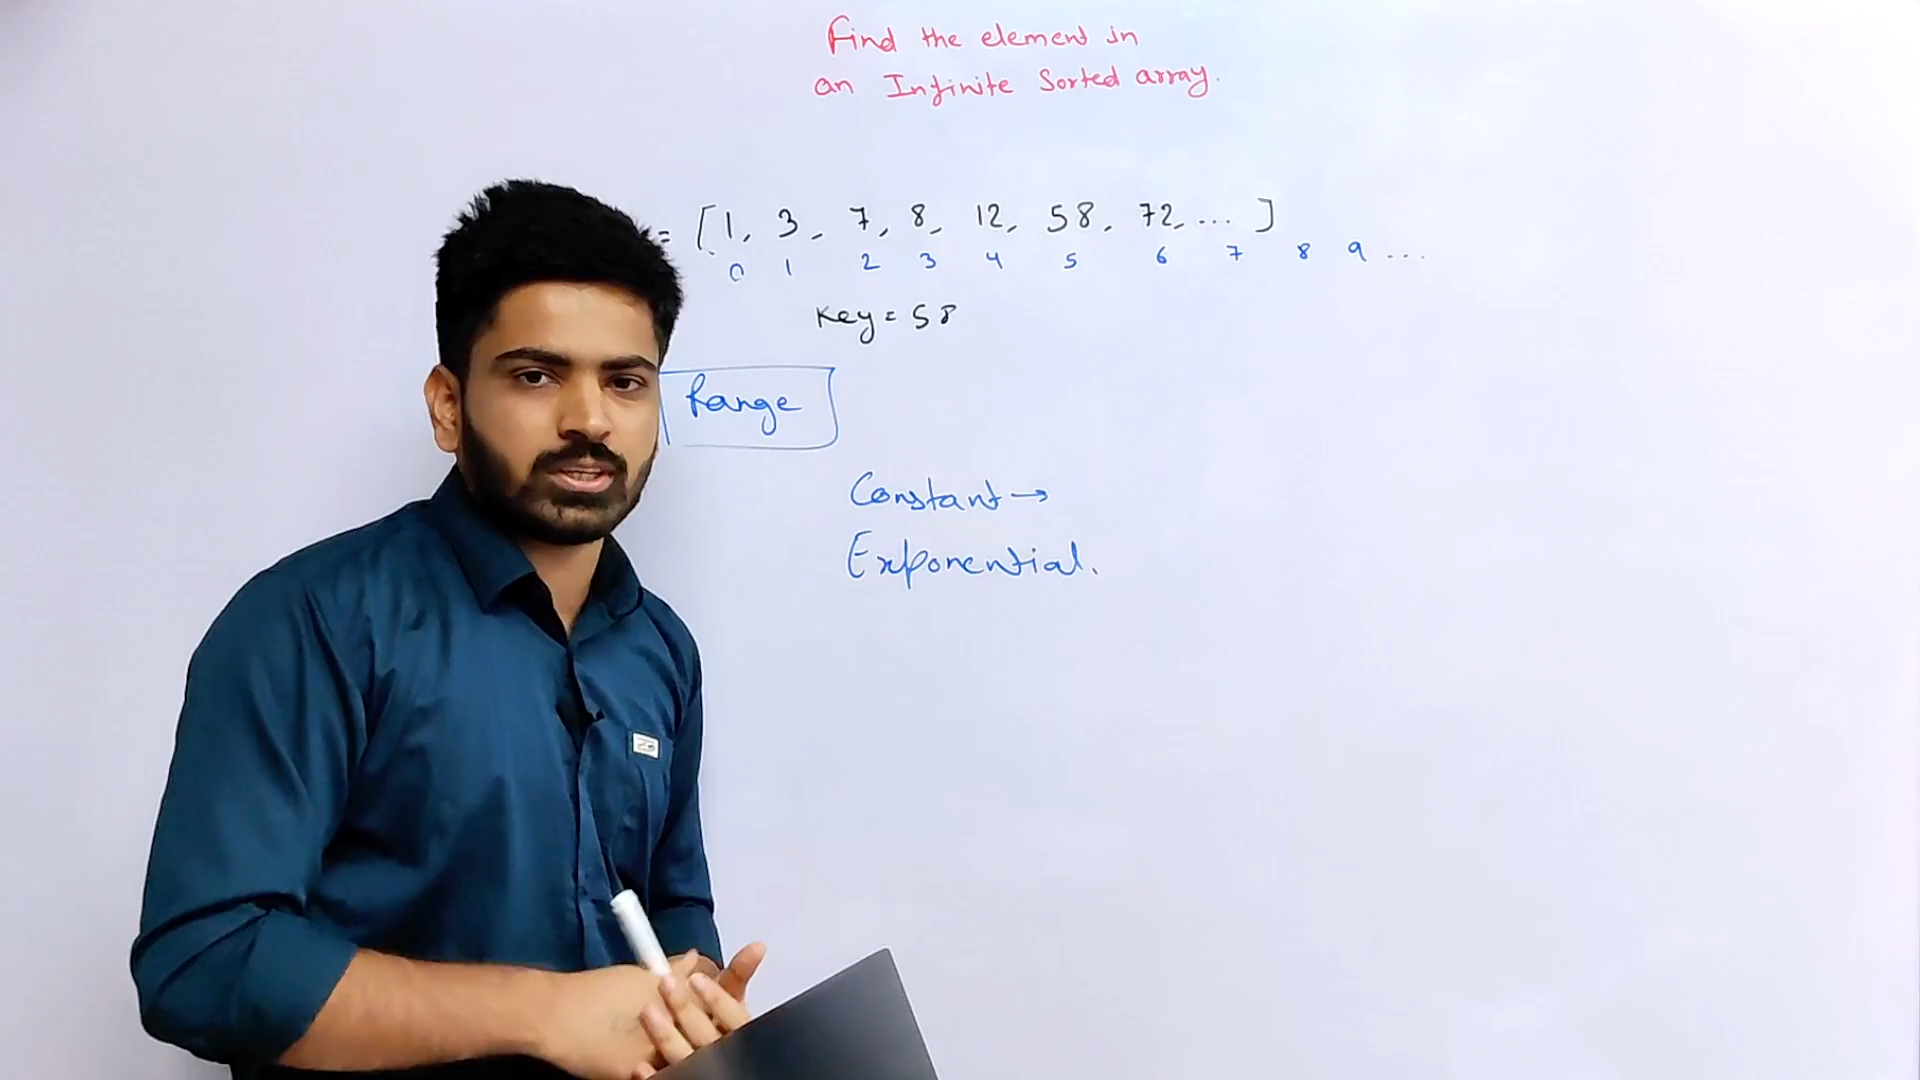 Find the element in
an Infinite Sorted array.
= [1, 3, 7, 8, 12, 58, 72, ... ]
0 1 2 3 4 5 6 7 8 9 ...
Key = 58
Range
Constant →
Exponential.